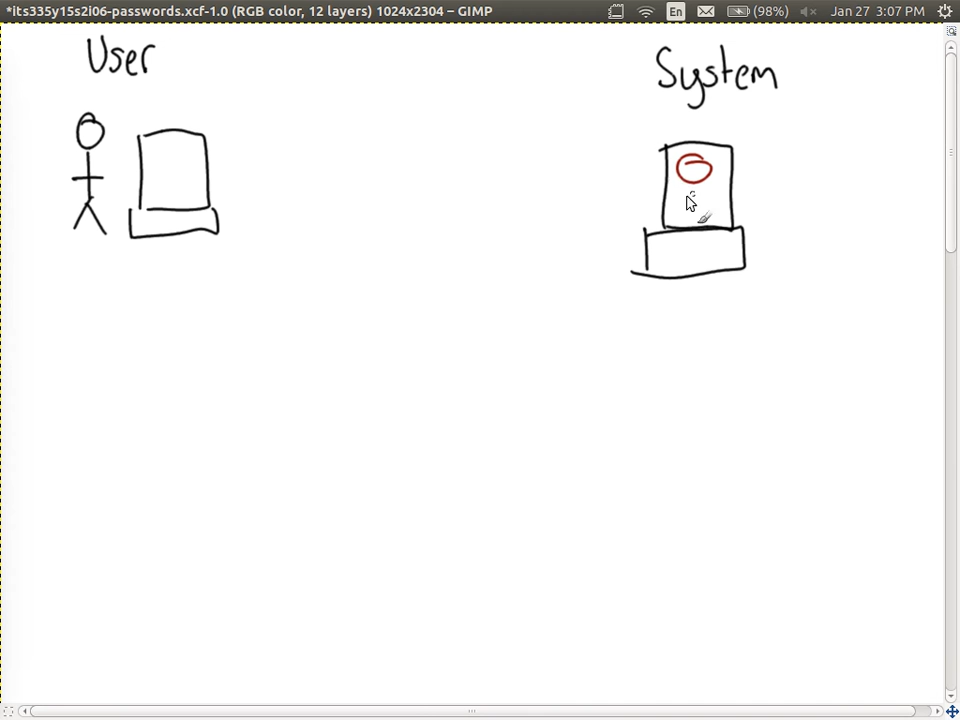 *its335y15s2i06-passwords.xcf-1.0 (RGB color, 12 layers) 1024x2304 – GIMP En (98%) Jan 27 3:07 PM
User
System